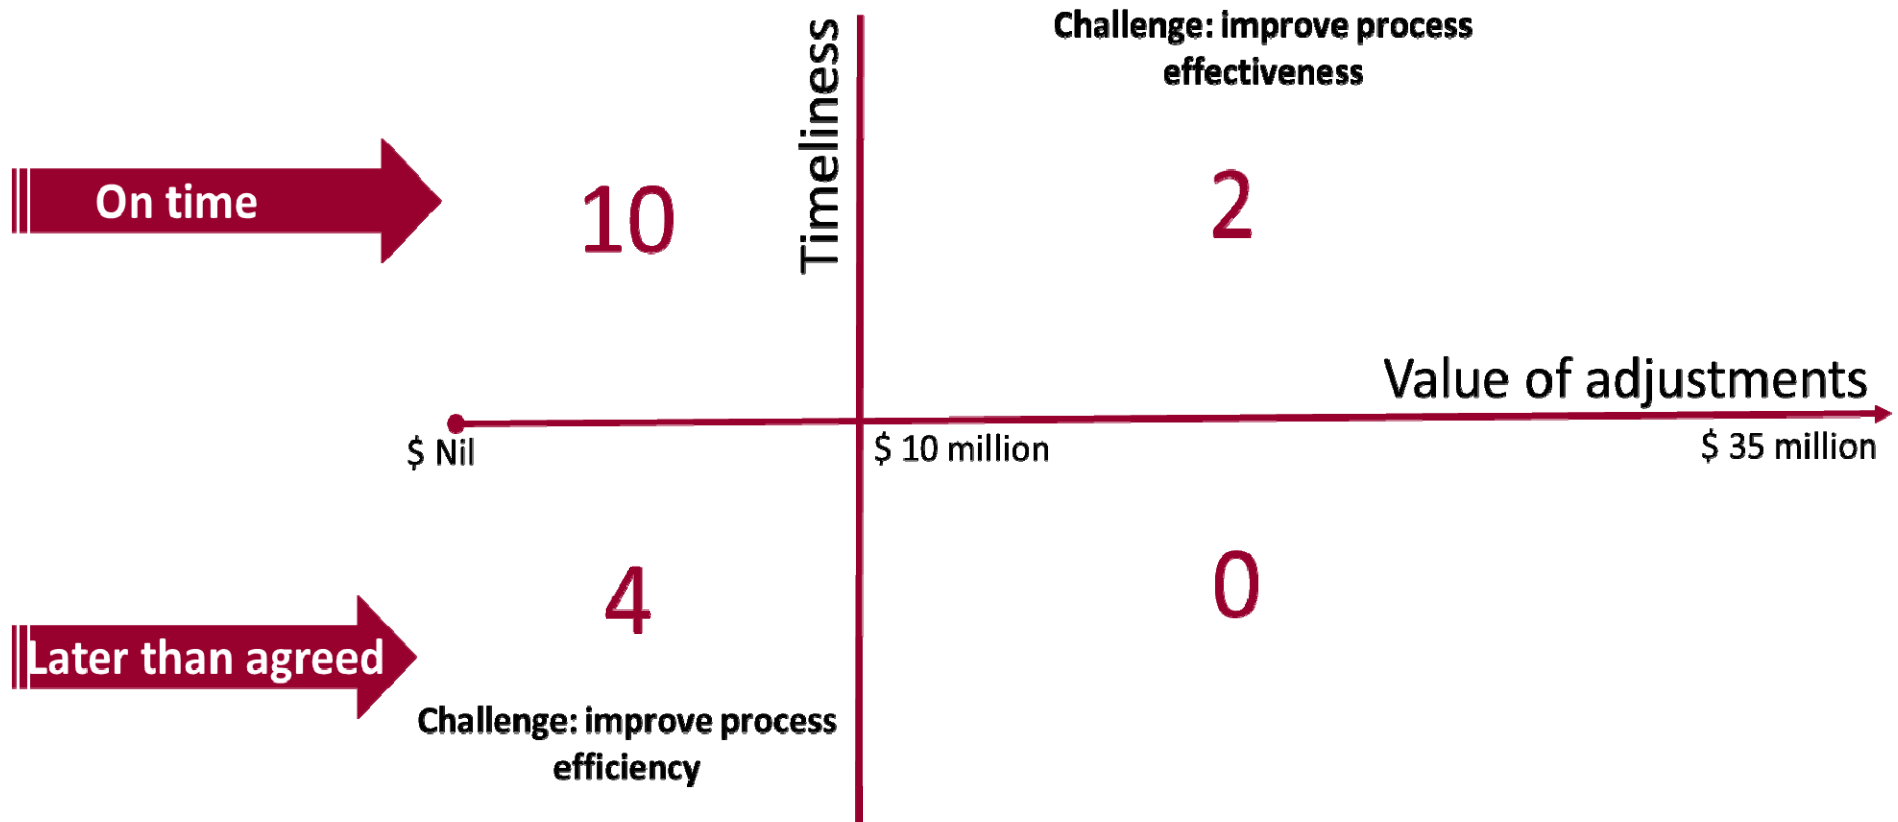 Challenge: improve process
effectiveness
Timeliness
On time
10
2
Value of adjustments
$ Nil
$ 10 million
$ 35 million
4
0
Later than agreed
Challenge: improve process
efficiency